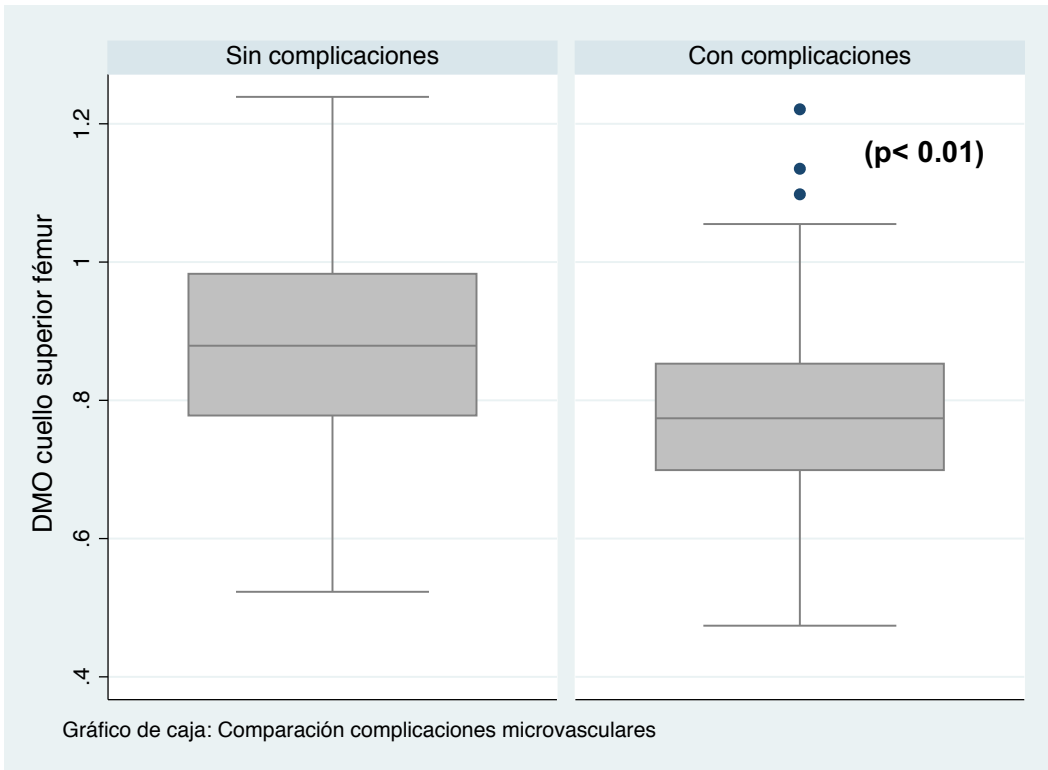 Sin complicaciones
Con complicaciones
(p< 0.01)
DMO cuello superior fémur
1.2
1
.8
.6
.4
Gráfico de caja: Comparación complicaciones microvasculares